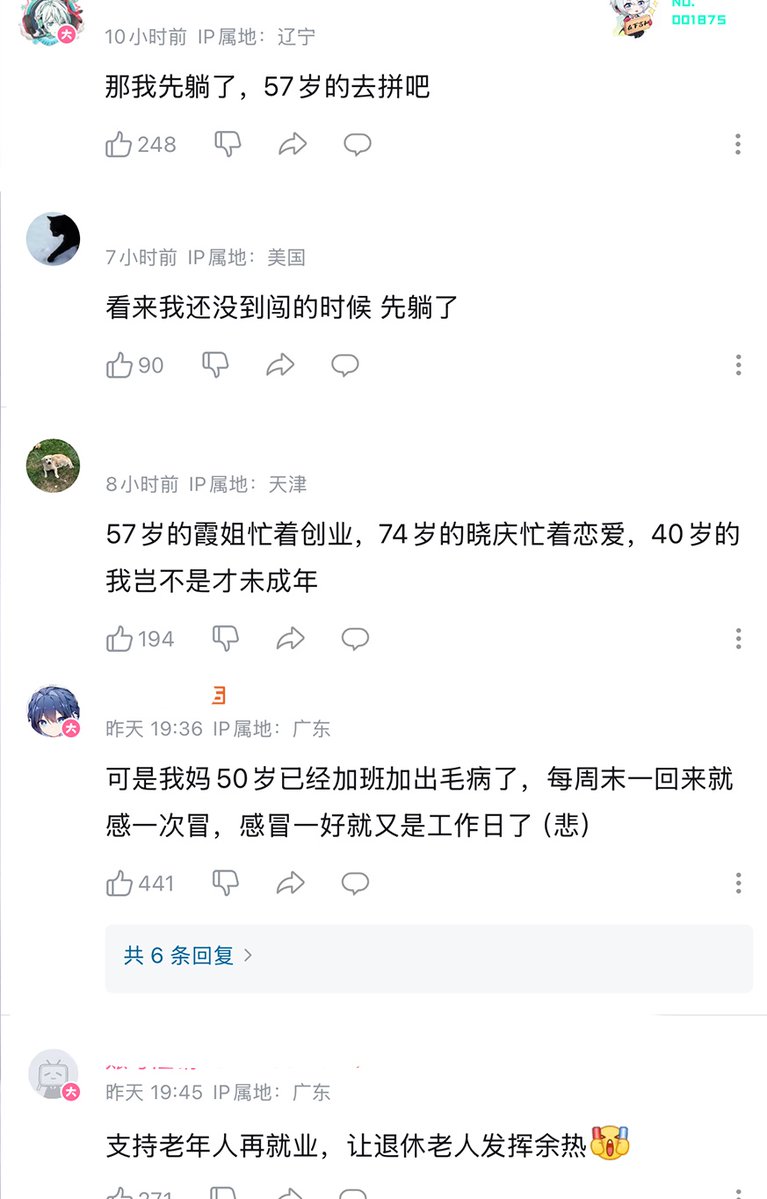 NO.
001875
10小时前 IP属地：辽宁
那我先躺了，57岁的去拼吧
248
7小时前 IP属地：美国
看来我还没到闯的时候 先躺了
90
8小时前 IP属地：天津
57岁的霞姐忙着创业，74岁的晓庆忙着恋爱，40岁的
我岂不是才未成年
194
昨天 19:36 IP属地：广东
可是我妈50岁已经加班加出毛病了，每周末一回来就
感一次冒，感冒一好就又是工作日了（悲）
441
共 6 条回复
昨天 19:45 IP属地：广东
支持老年人再就业，让退休老人发挥余热
271